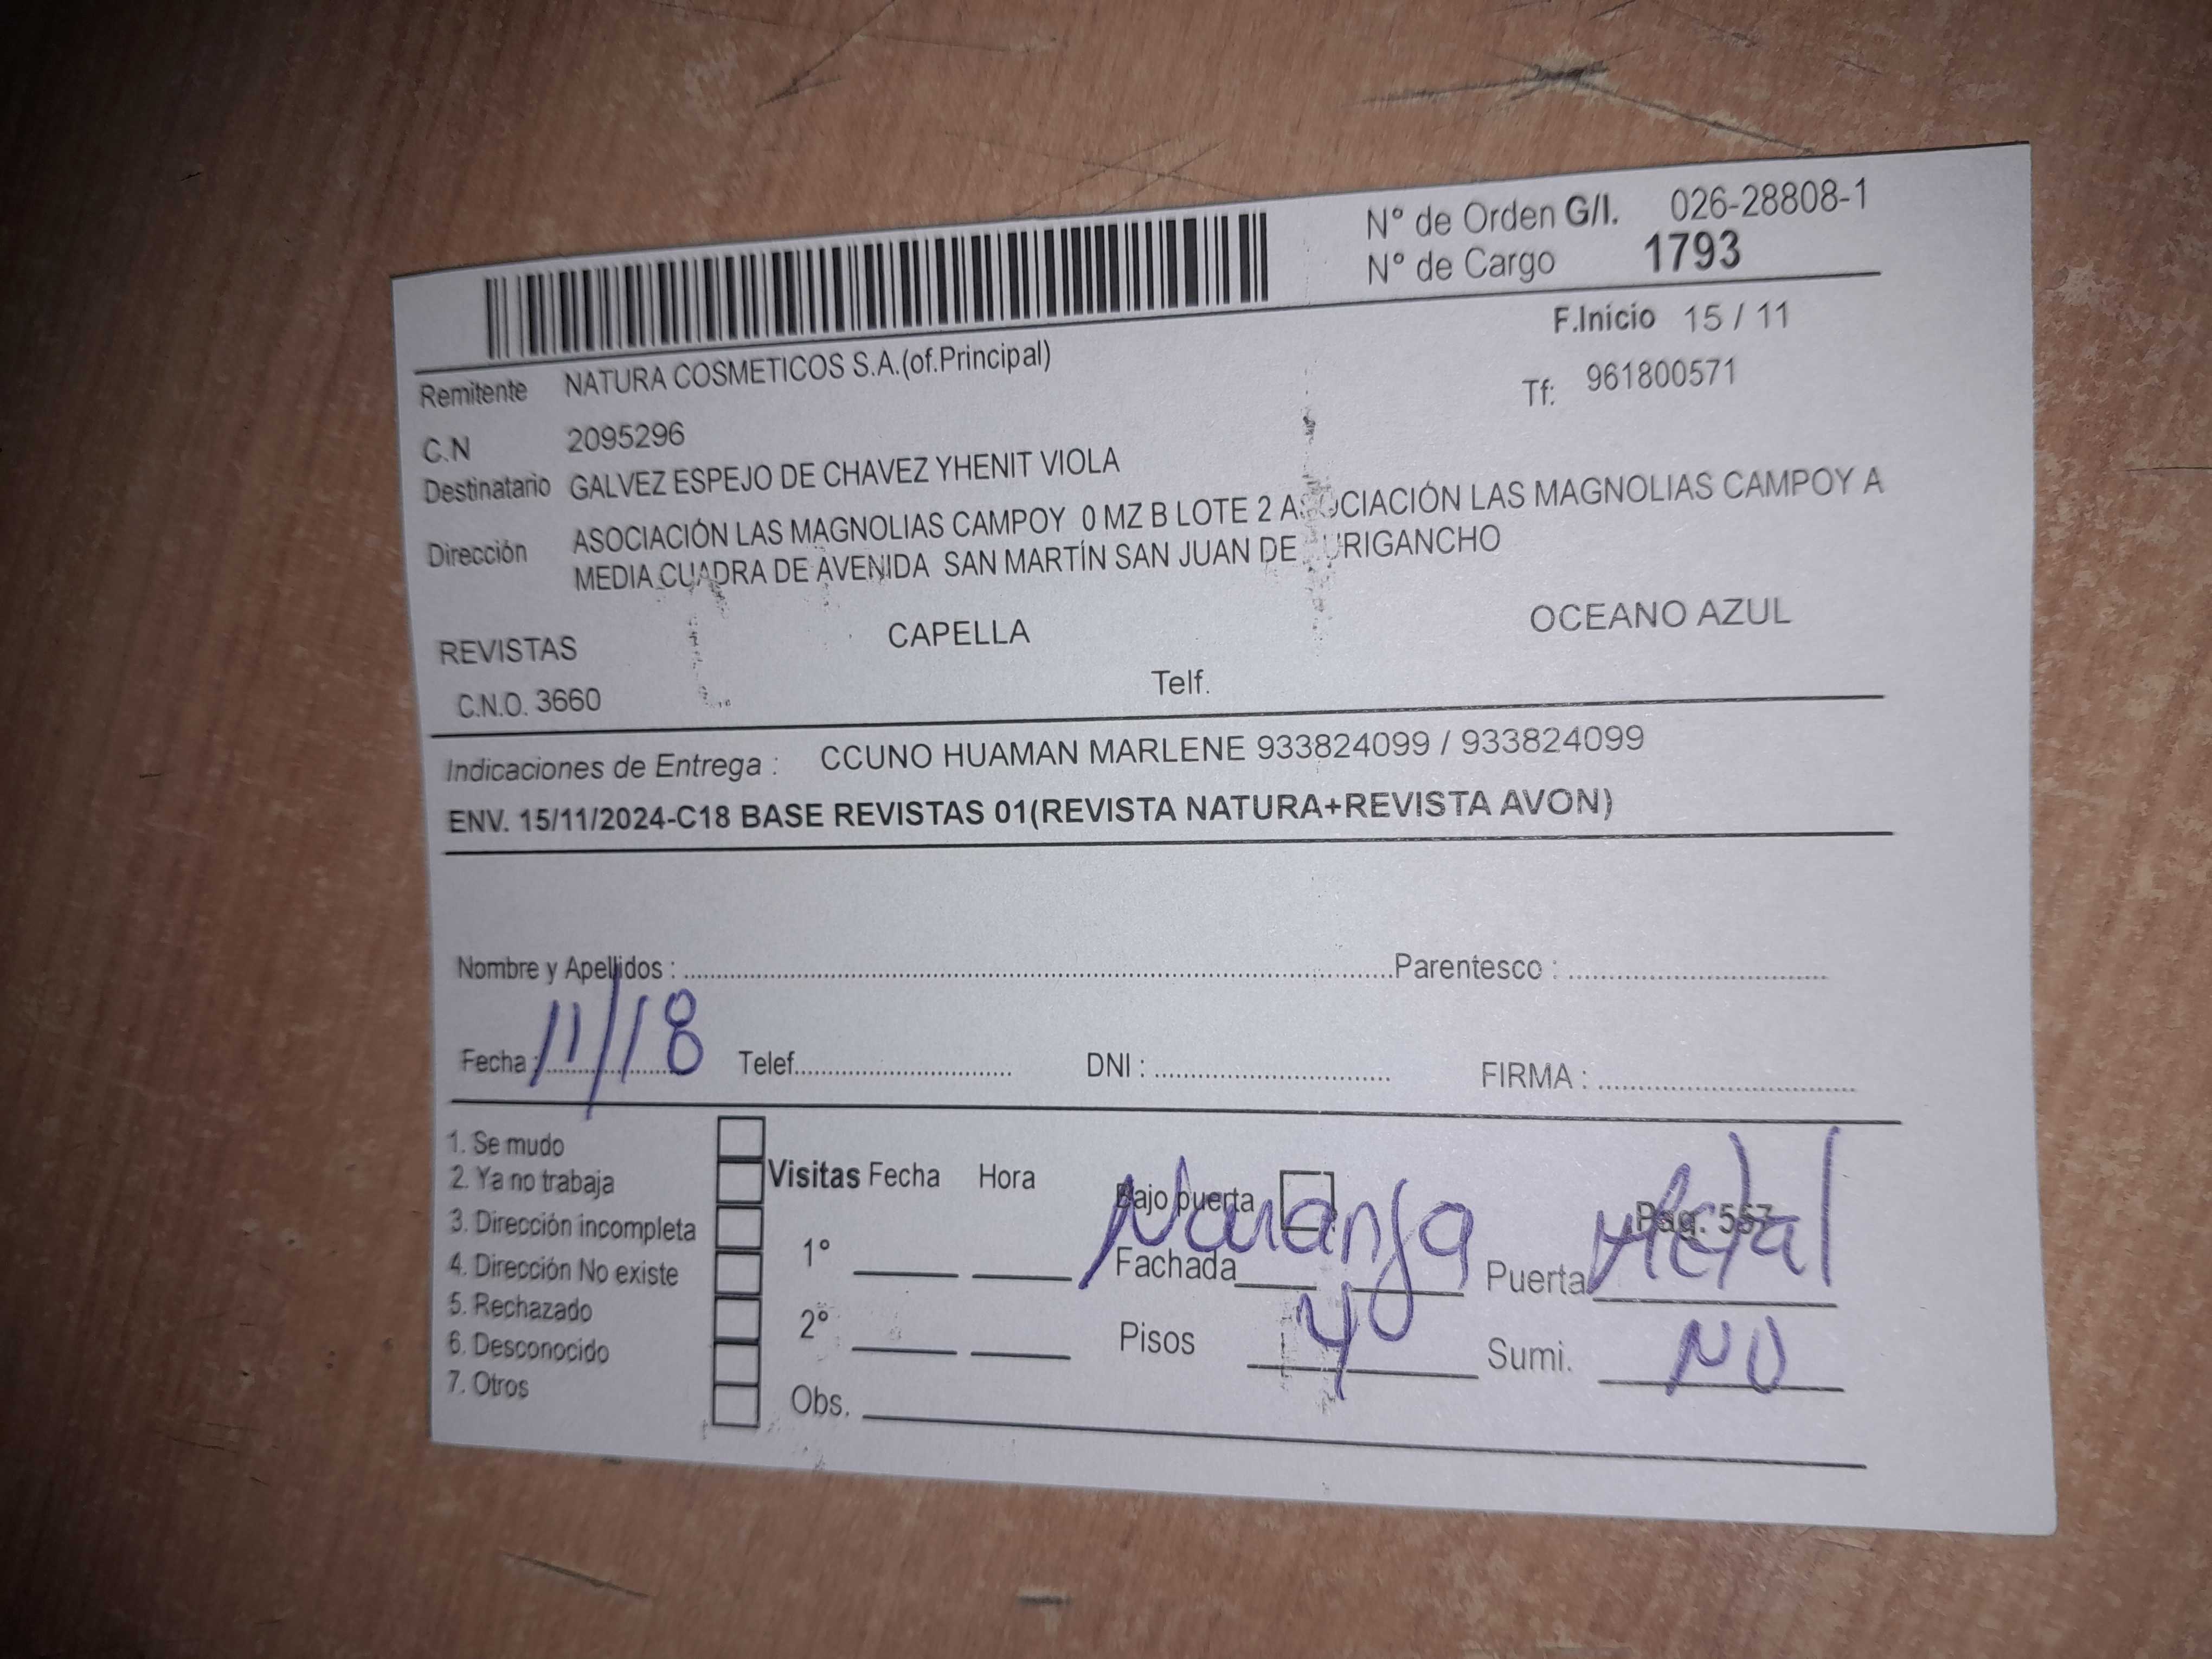 N° de Orden G/I. 026-28808-1
N° de Cargo 1793
F.Inicio 15 / 11
Remitente NATURA COSMETICOS S.A.(of.Principal)
Tf: 961800571
C.N 2095296
Destinatario GALVEZ ESPEJO DE CHAVEZ YHENIT VIOLA
Dirección ASOCIACIÓN LAS MAGNOLIAS CAMPOY 0 MZ B LOTE 2 ASOCIACIÓN LAS MAGNOLIAS CAMPOY A
MEDIA CUADRA DE AVENIDA SAN MARTÍN SAN JUAN DE LURIGANCHO
REVISTAS CAPELLA OCEANO AZUL
C.N.O. 3660 Telf.
Indicaciones de Entrega : CCUNO HUAMAN MARLENE 933824099 / 933824099
ENV. 15/11/2024-C18 BASE REVISTAS 01(REVISTA NATURA+REVISTA AVON)
Nombre y Apellidos : Parentesco :
Fecha : 11/18 Telef. DNI : FIRMA :
1. Se mudo
2. Ya no trabaja
3. Dirección incompleta
4. Dirección No existe
5. Rechazado
6. Desconocido
7. Otros
Visitas Fecha Hora
1°
2°
Obs.
Bajo puerta Pag. 557
Fachada Naranja Puerta Metal
Pisos 4 Sumi. NO